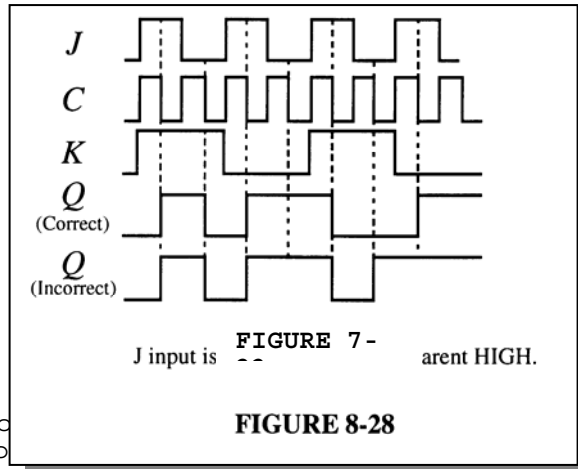 J
C
K
Q
(Correct)
Q
(Incorrect)
FIGURE 7-
J input is arent HIGH.
FIGURE 8-28